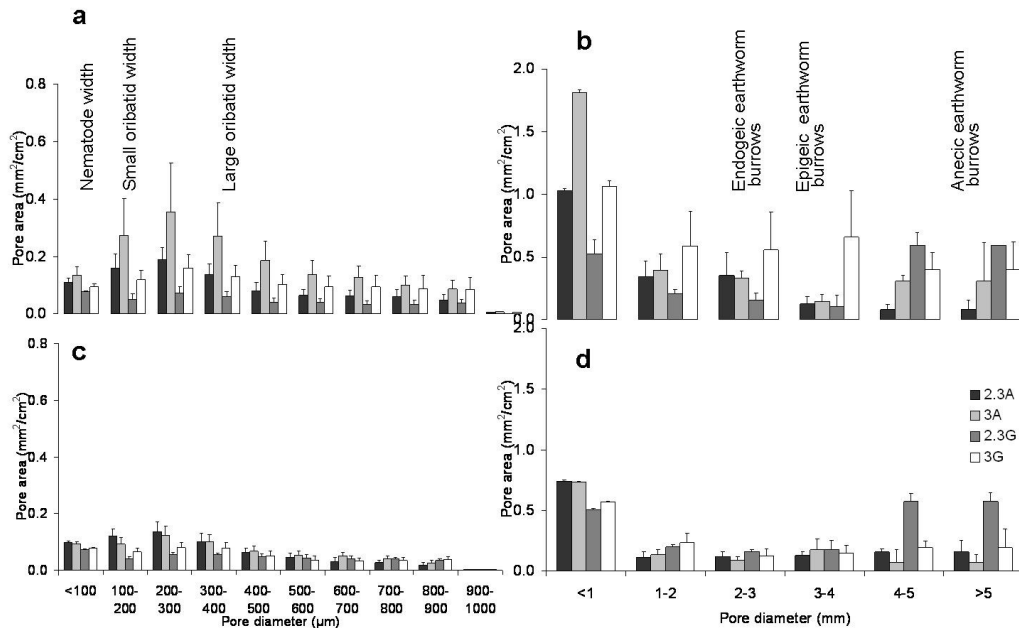 a
Nematode width
Small oribatid width
Large oribatid width
Pore area (mm²/cm²)
0.8
0.6
0.4
0.2
0.0
b
Endogeic earthworm
burrows
Epigeic earthworm
burrows
Anecic earthworm
burrows
Pore area (mm²/cm²)
2.0
1.5
1.0
0.5
0.0
c
Pore area (mm²/cm²)
0.8
0.6
0.4
0.2
0.0
<100
100-
200
200-
300
300-
400
400-
500
500-
600
600-
700
700-
800
800-
900
900-
1000
Pore diameter (µm)
d
Pore area (mm²/cm²)
2.0
1.5
1.0
0.5
0.0
<1
1-2
2-3
3-4
4-5
>5
Pore diameter (mm)
2.3A
3A
2.3G
3G